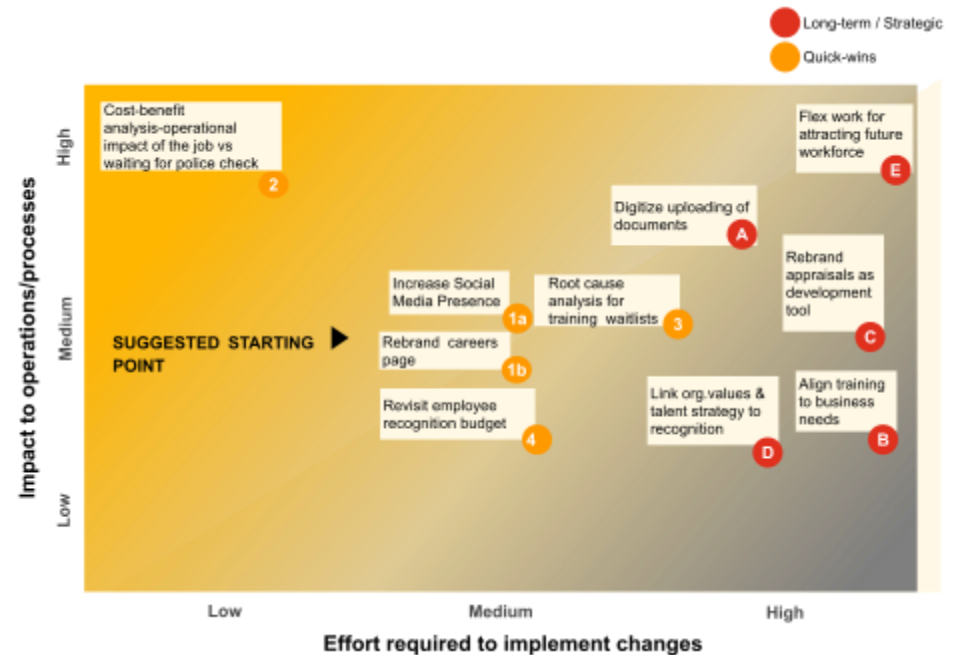 Long-term / Strategic
Quick-wins
Impact to operations/processes
High
Medium
Low
Cost-benefit
analysis-operational
impact of the job vs
waiting for police check
2
Flex work for
attracting future
workforce
E
Digitize uploading of
documents
A
Rebrand
appraisals as
development
tool
C
Increase Social
Media Presence
1a
Root cause
analysis for
training waitlists
3
SUGGESTED STARTING
POINT
Rebrand careers
page
1b
Revisit employee
recognition budget
4
Link org.values &
talent strategy to
recognition
D
Align training
to business
needs
B
Low
Medium
High
Effort required to implement changes